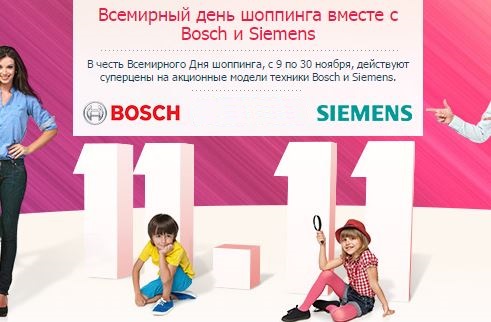 Всемирный день шоппинга вместе с
Bosch и Siemens
В честь Всемирного Дня шоппинга, с 9 по 30 ноября, действуют
суперцены на акционные модели техники Bosch и Siemens.
BOSCH SIEMENS
11.11